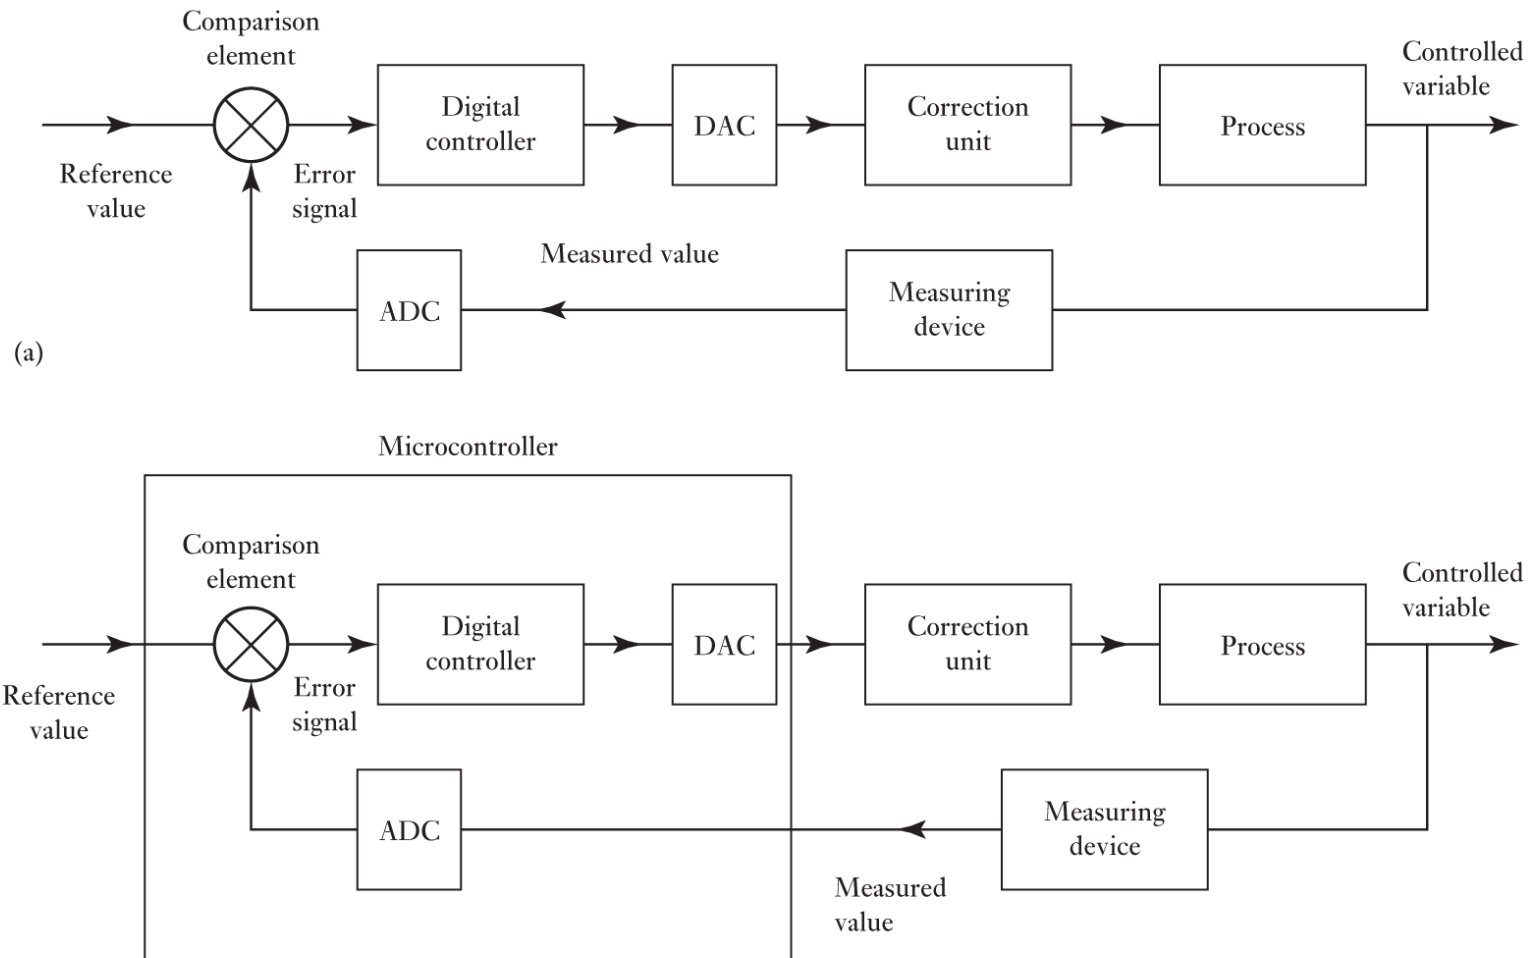 Comparison
element
Controlled
variable
Digital
controller
DAC
Correction
unit
Process
Reference
value
Error
signal
Measured value
ADC
Measuring
device
(a)
Microcontroller
Comparison
element
Controlled
variable
Digital
controller
DAC
Correction
unit
Process
Reference
value
Error
signal
ADC
Measuring
device
Measured
value